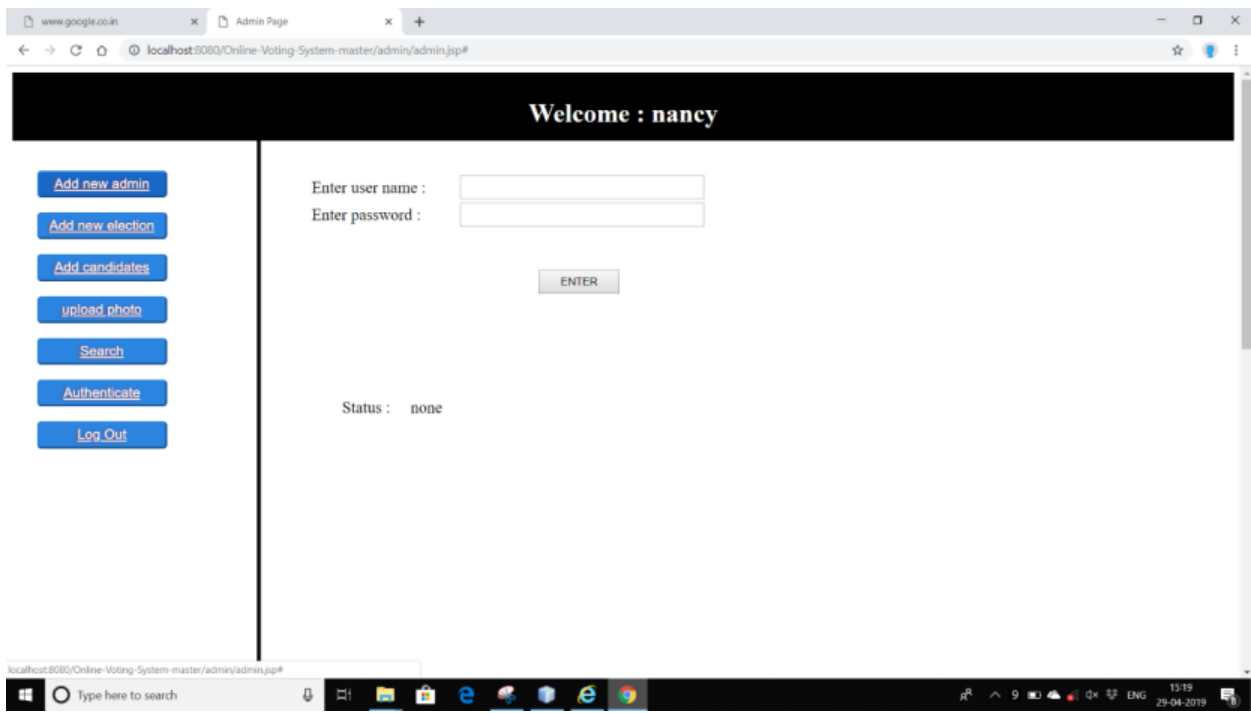 www.google.co.in
Admin Page
localhost:8080/Online-Voting-System-master/admin/admin.jsp#
Welcome : nancy
Add new admin
Add new election
Add candidates
upload photo
Search
Authenticate
Log Out
Enter user name :
Enter password :
ENTER
Status : none
localhost:8080/Online-Voting-System-master/admin/admin.jsp#
Type here to search
9
ENG
15:19
29-04-2019